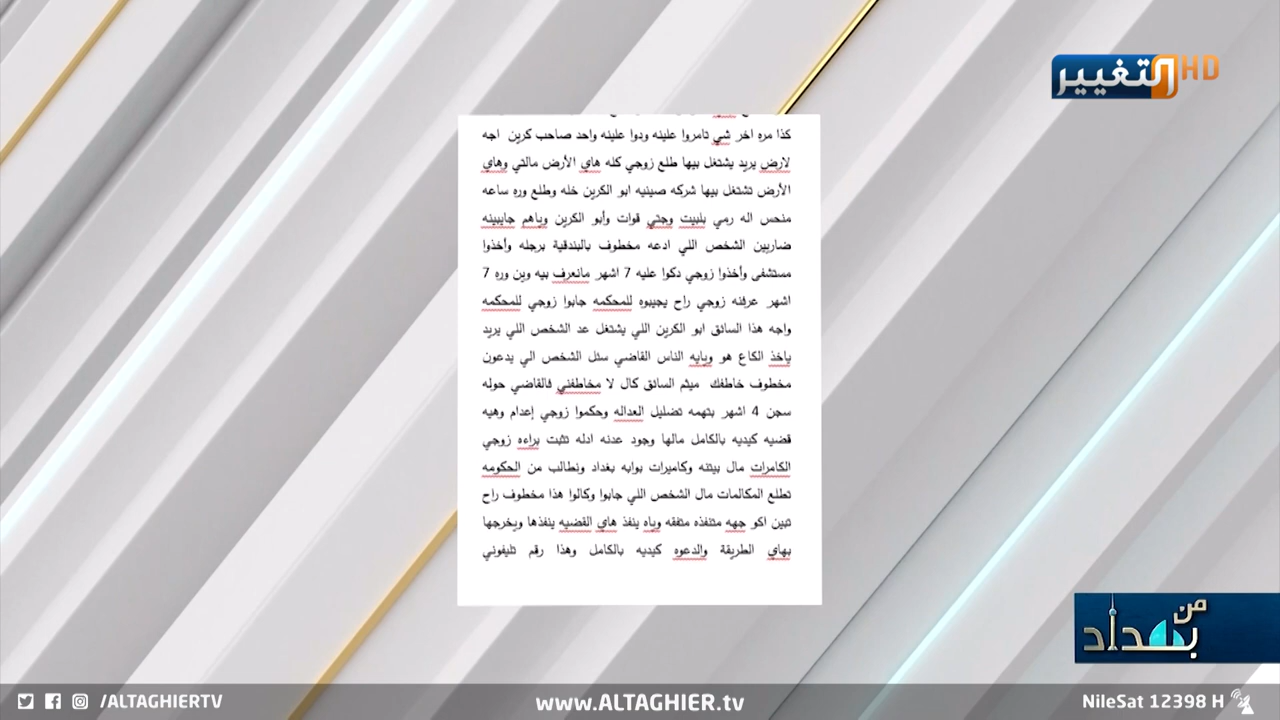 التغيير HD
كذا مره اخر شي تامروا علينه ودوا علينه واحد صاحب كرين اجه
لارض يريد يشتغل بيها طلع زوجي كله هاي الأرض مالتي وهاي
الأرض تشتغل بيها شركه صينيه ابو الكرين خله وطلع وره ساعه
منحس اله رمي بلبيت وجتي قوات وأبو الكرين وياهم جايبينه
ضاربين الشخص اللي ادعه مخطوف بالبندقية برجله وأخذوا
مستشفى وأخذوا زوجي دكوا عليه 7 اشهر مانعرف بيه وين وره 7
اشهر عرفنه زوجي راح يجيبوه للمحكمه جابوا زوجي للمحكمه
واجه هذا السائق ابو الكرين اللي يشتغل عد الشخص اللي يريد
ياخذ الكاع هو ويايه الناس القاضي سئل الشخص الي يدعون
مخطوف خاطفك ميثم السائق كال لا مخاطفني فالقاضي حوله
سجن 4 اشهر بتهمه تضليل العداله وحكموا زوجي إعدام وهيه
قضيه كيديه بالكامل مالها وجود عدنه ادله تثبت براءه زوجي
الكامرات مال بيتنه وكاميرات بوابه بغداد ونطالب من الحكومه
تطلع المكالمات مال الشخص اللي جابوا وكالوا هذا مخطوف راح
تبين اكو جهه متنفذه متفقه وياه ينفذ هاي القضيه ينفذها ويخرجها
بهاي الطريقة والدعوه كيديه بالكامل وهذا رقم تليفوني
من بغداد
/ALTAGHIERTV
www.ALTAGHIER.tv
NileSat 12398 H